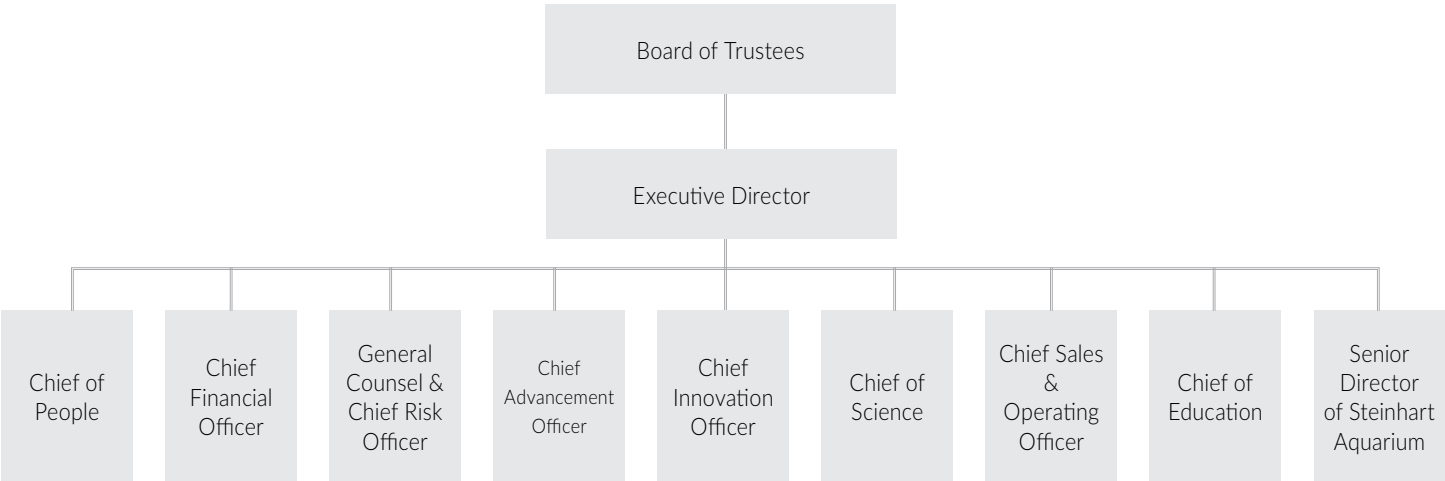 Board of Trustees
Executive Director
Chief of
People
Chief
Financial
Officer
General
Counsel &
Chief Risk
Officer
Chief
Advancement
Officer
Chief
Innovation
Officer
Chief of
Science
Chief Sales
&
Operating
Officer
Chief of
Education
Senior
Director
of Steinhart
Aquarium